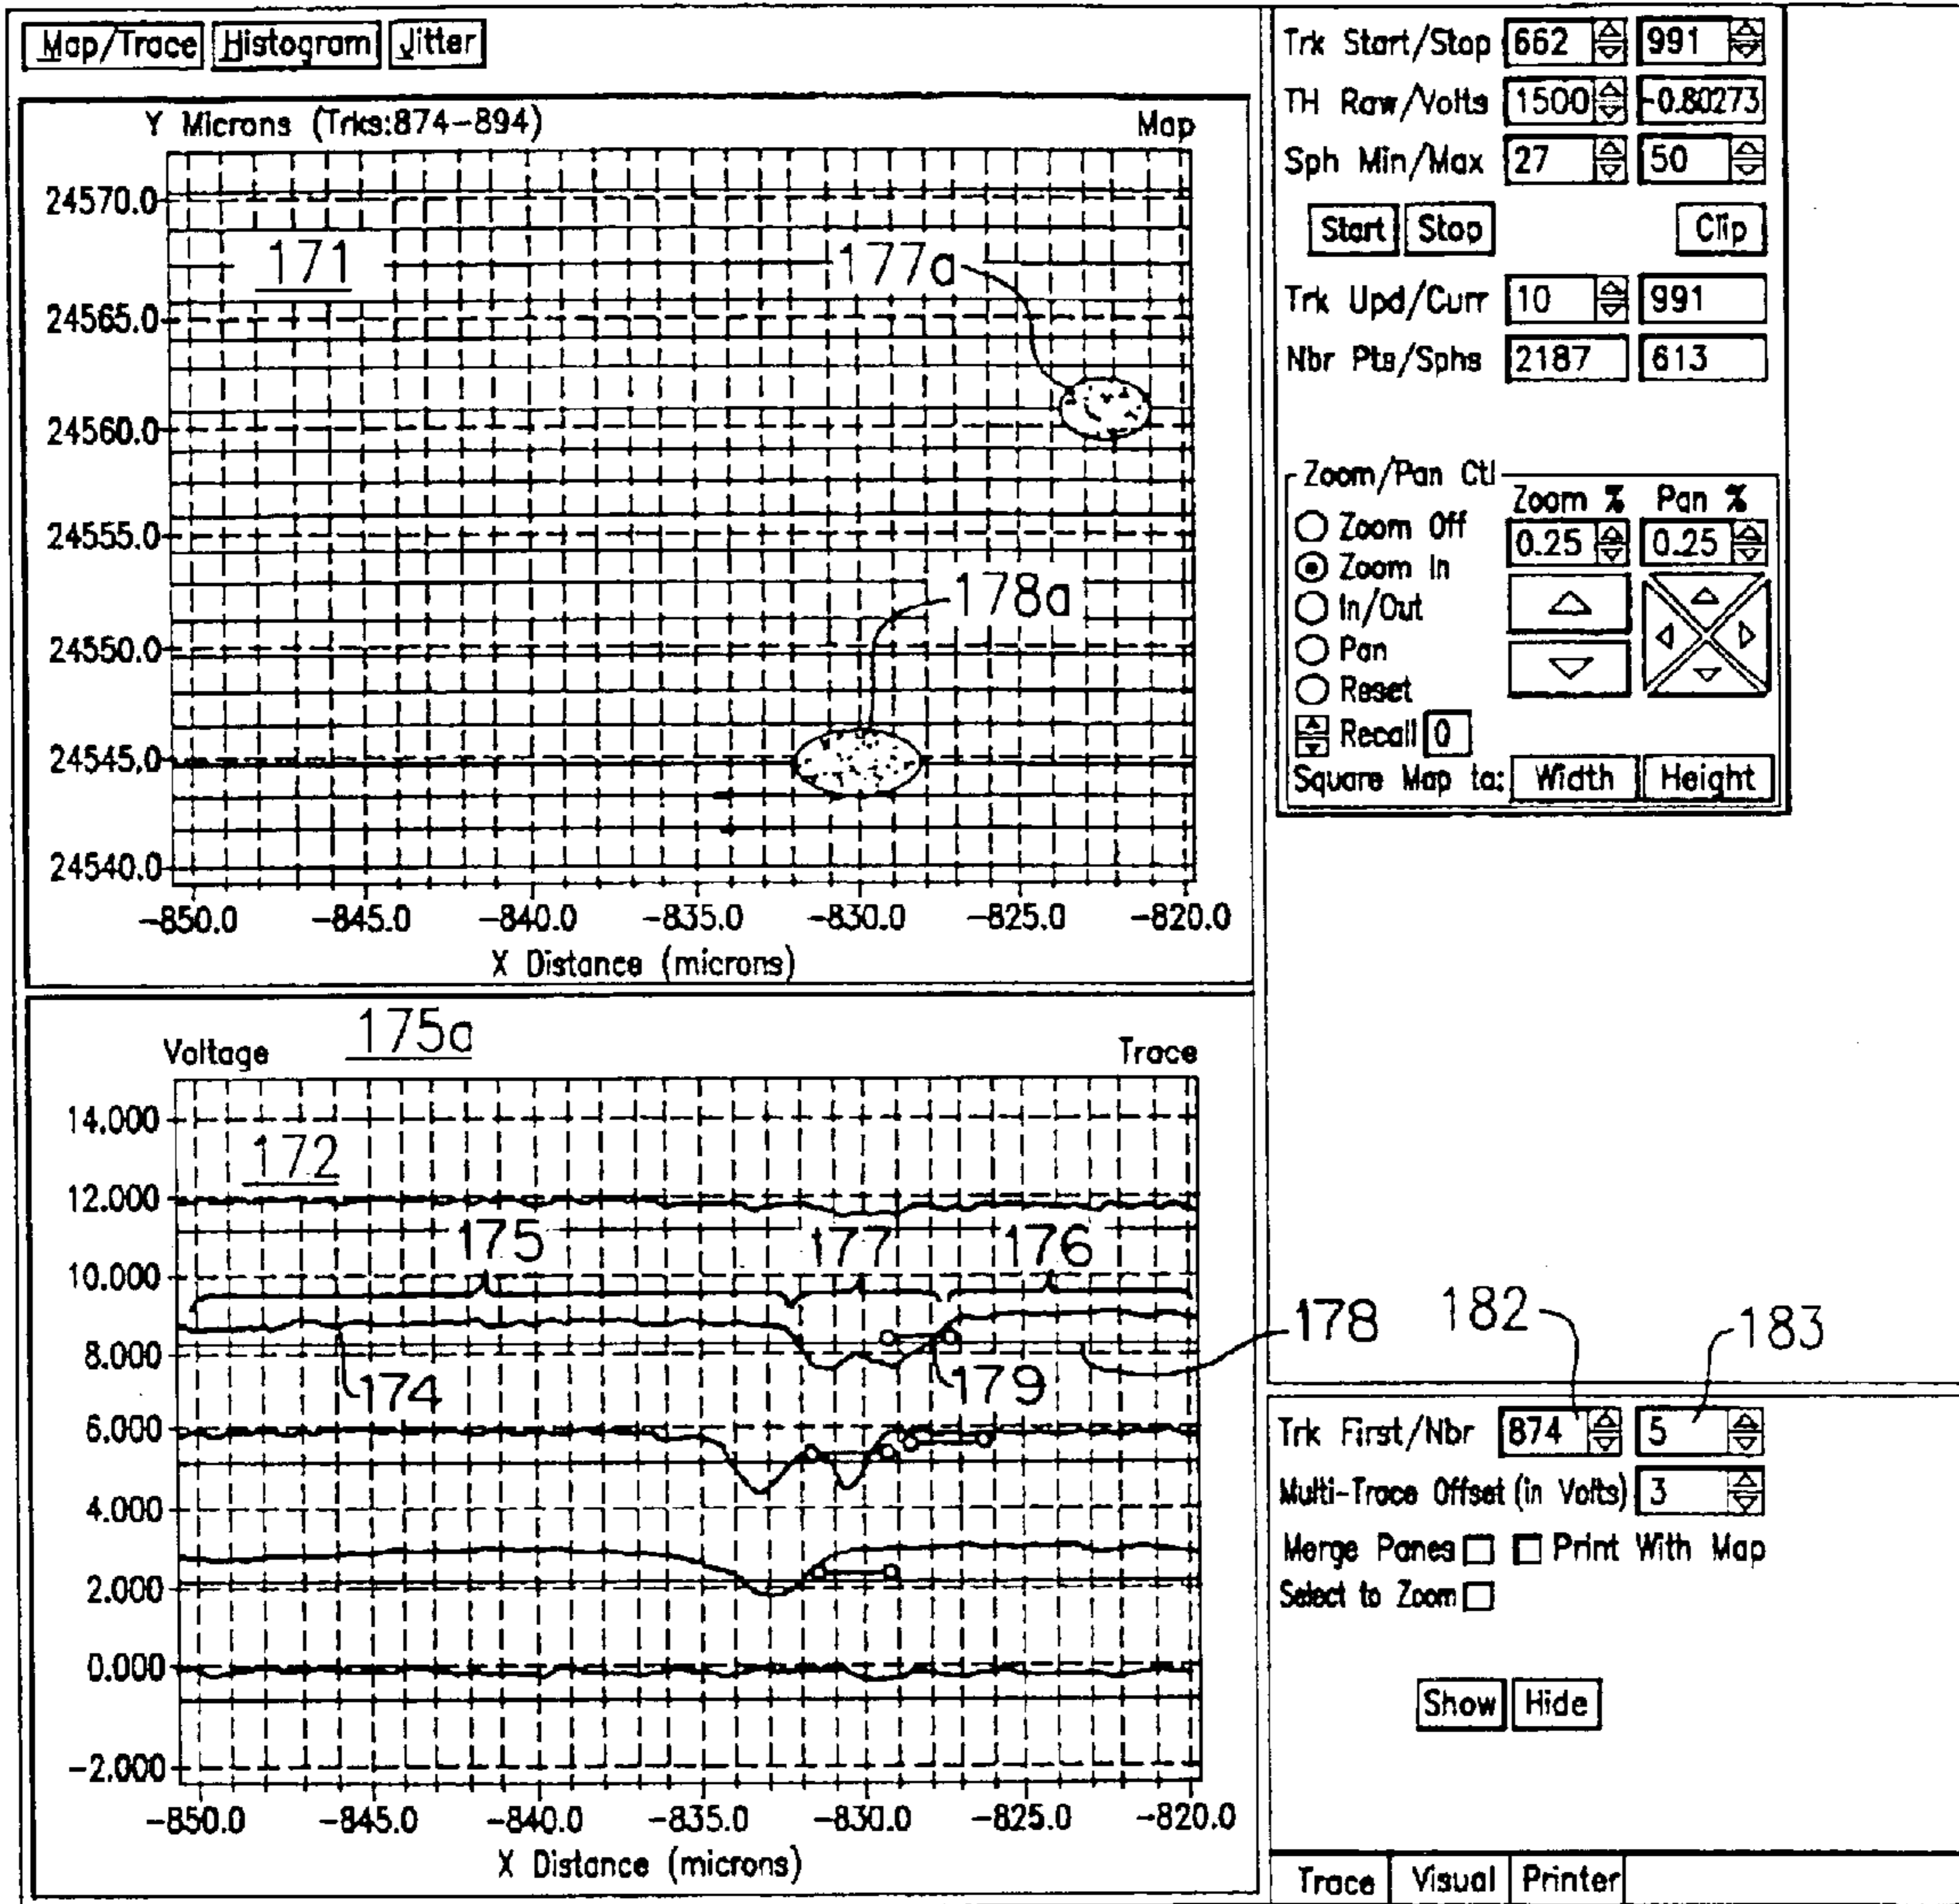 Map/Trace Histogram Jitter
Y Microns (Trks:874-894) Map
24570.0
171
177a
24565.0
24560.0
24555.0
178a
24550.0
24545.0
24540.0
-850.0 -845.0 -840.0 -835.0 -830.0 -825.0 -820.0
X Distance (microns)
Voltage 175a Trace
14.000
172
12.000
175 177 176
10.000
8.000
174 179
6.000
4.000
2.000
0.000
-2.000
-850.0 -845.0 -840.0 -835.0 -830.0 -825.0 -820.0
X Distance (microns)
Trk Start/Stop 662 991
TH Raw/Volts 1500 -0.80273
Sph Min/Max 27 50
Start Stop Clip
Trk Upd/Curr 10 991
Nbr Pts/Sphs 2187 613
Zoom/Pan Ctl
Zoom % Pan %
Zoom Off 0.25 0.25
Zoom In
In/Out
Pan
Reset
Recall 0
Square Map to: Width Height
178 182 183
Trk First/Nbr 874 5
Multi-Trace Offset (in Volts) 3
Merge Panes Print With Map
Select to Zoom
Show Hide
Trace Visual Printer